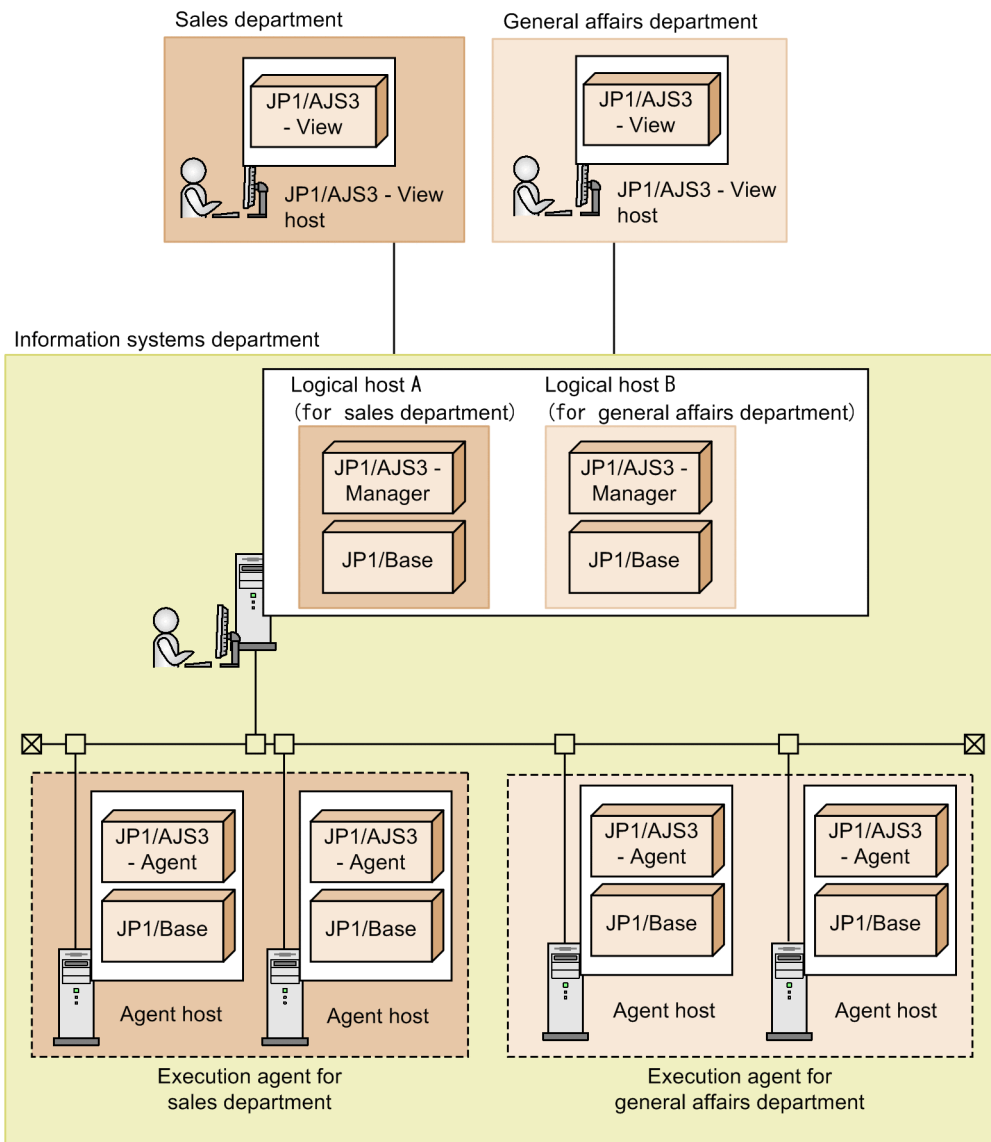 Sales department
General affairs department
JP1/AJS3
- View
JP1/AJS3 - View
host
JP1/AJS3
- View
JP1/AJS3 - View
host
Information systems department
Logical host A
(for sales department)
JP1/AJS3 -
Manager
JP1/Base
Logical host B
(for general affairs department)
JP1/AJS3 -
Manager
JP1/Base
JP1/AJS3
- Agent
JP1/Base
Agent host
JP1/AJS3
- Agent
JP1/Base
Agent host
Execution agent for
sales department
JP1/AJS3
- Agent
JP1/Base
Agent host
JP1/AJS3
- Agent
JP1/Base
Agent host
Execution agent for
general affairs department